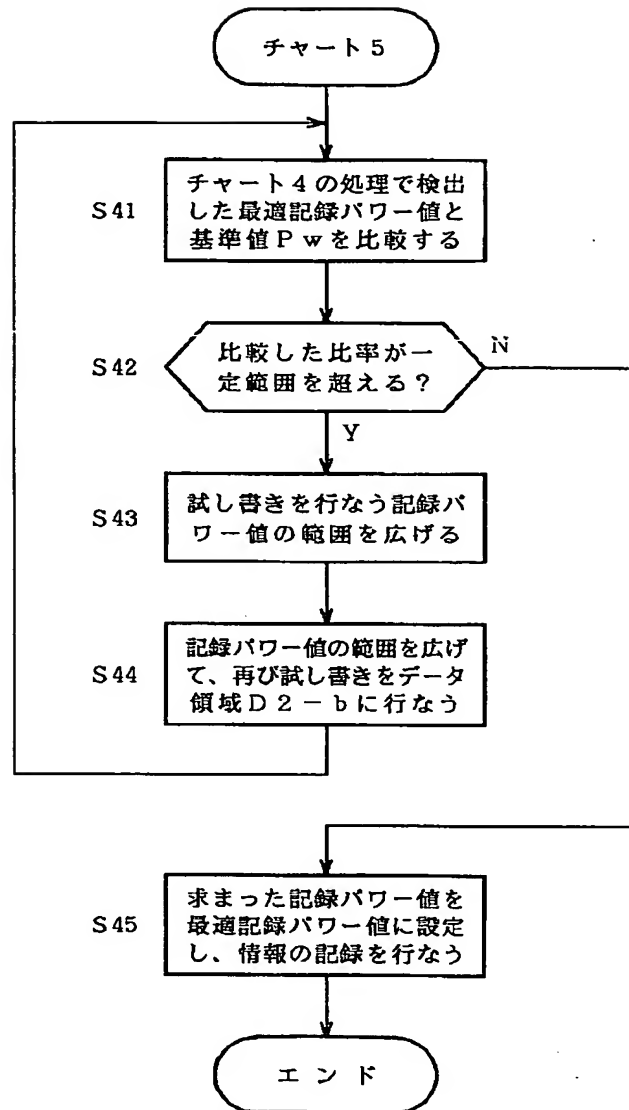 チャート5
S41
チャート4の処理で検出
した最適記録パワー値と
基準値Pwを比較する
S42
比較した比率が一
定範囲を超える?
N
Y
S43
試し書きを行なう記録パ
ワー値の範囲を広げる
S44
記録パワー値の範囲を広げ
て、再び試し書きをデータ
領域D2-bに行なう
S45
求まった記録パワー値を
最適記録パワー値に設定
し、情報の記録を行なう
エンド